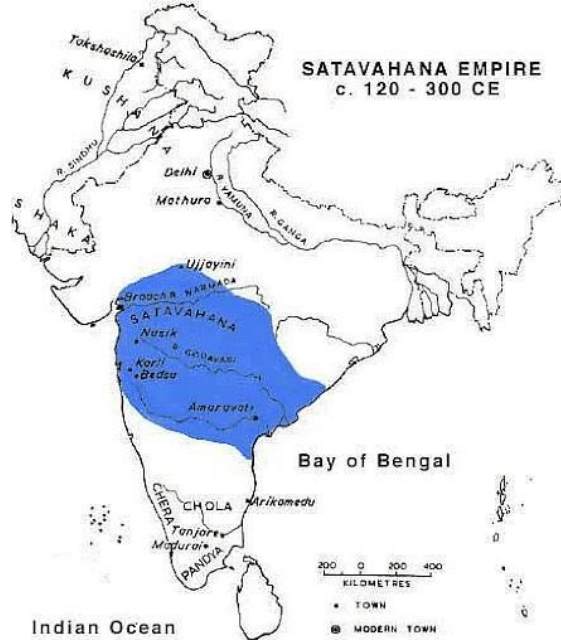 SATAVAHANA EMPIRE
c. 120 - 300 CE
Takshashila
KUSHANA
R. SINDHU
SHAKA
Delhi
Mathura
R. YAMUNA
R. GANGA
Ujjayini
Broach
R. NARMADA
SATAVAHANA
Nasik
R. GODAVARI
Karli
Bedsa
Amaravati
Bay of Bengal
CHERA
CHOLA
Arikamedu
Tanjore
Madurai
PANDYA
200 0 200 400
KILOMETRES
TOWN
MODERN TOWN
Indian Ocean